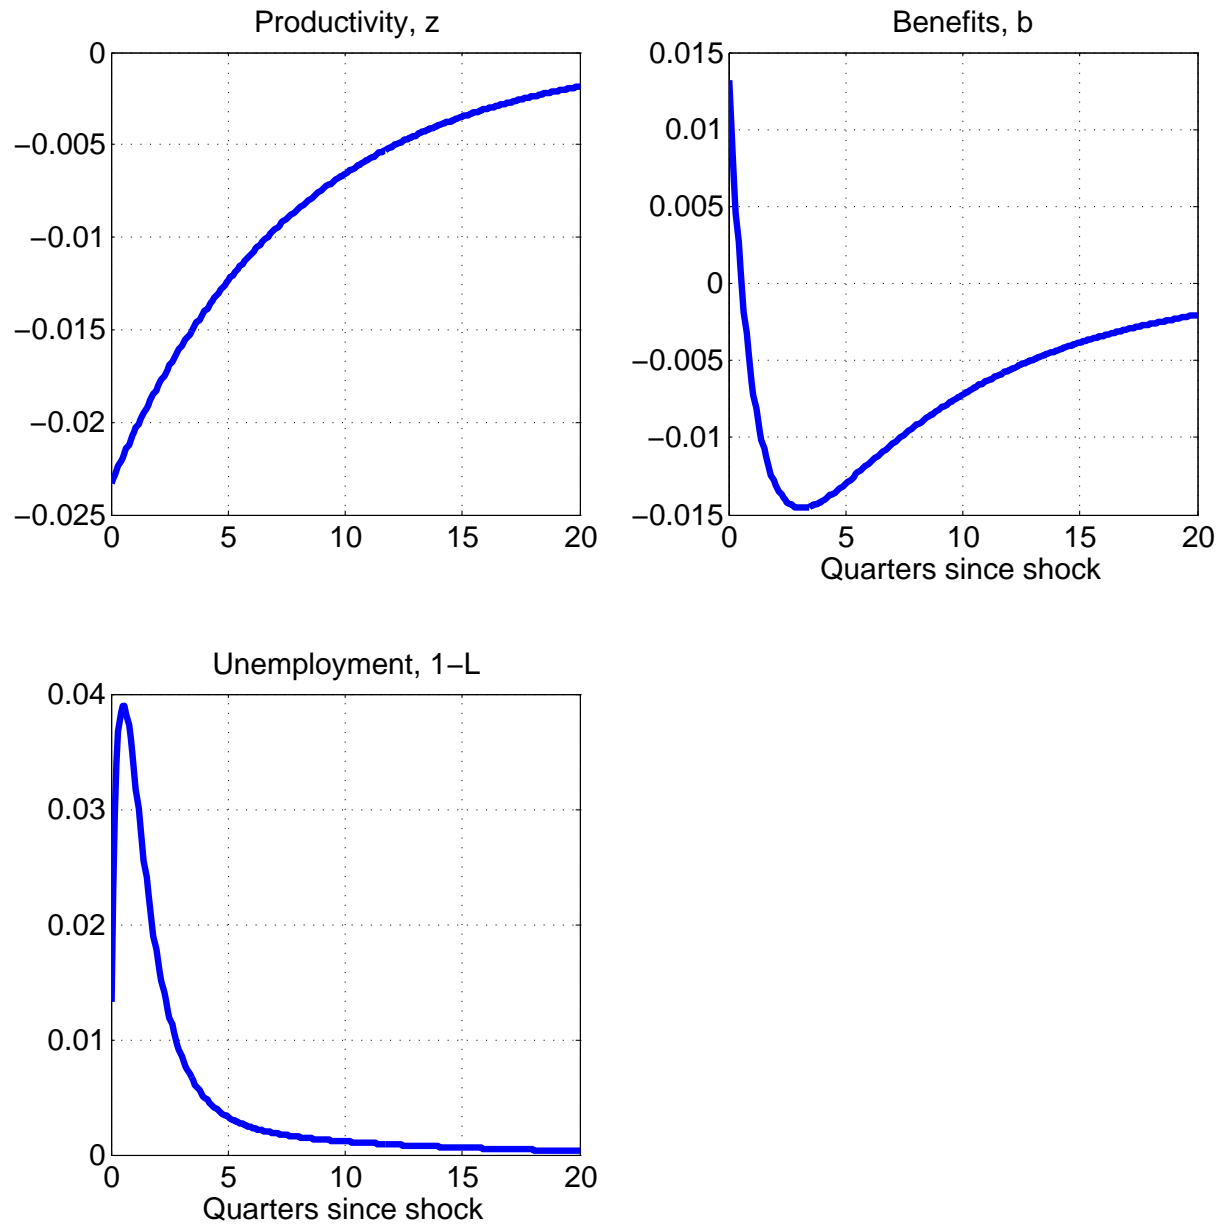 Productivity, z
0
−0.005
−0.01
−0.015
−0.02
−0.025
0 5 10 15 20
Benefits, b
0.015
0.01
0.005
0
−0.005
−0.01
−0.015
0 5 10 15 20
Quarters since shock
Unemployment, 1−L
0.04
0.03
0.02
0.01
0
0 5 10 15 20
Quarters since shock